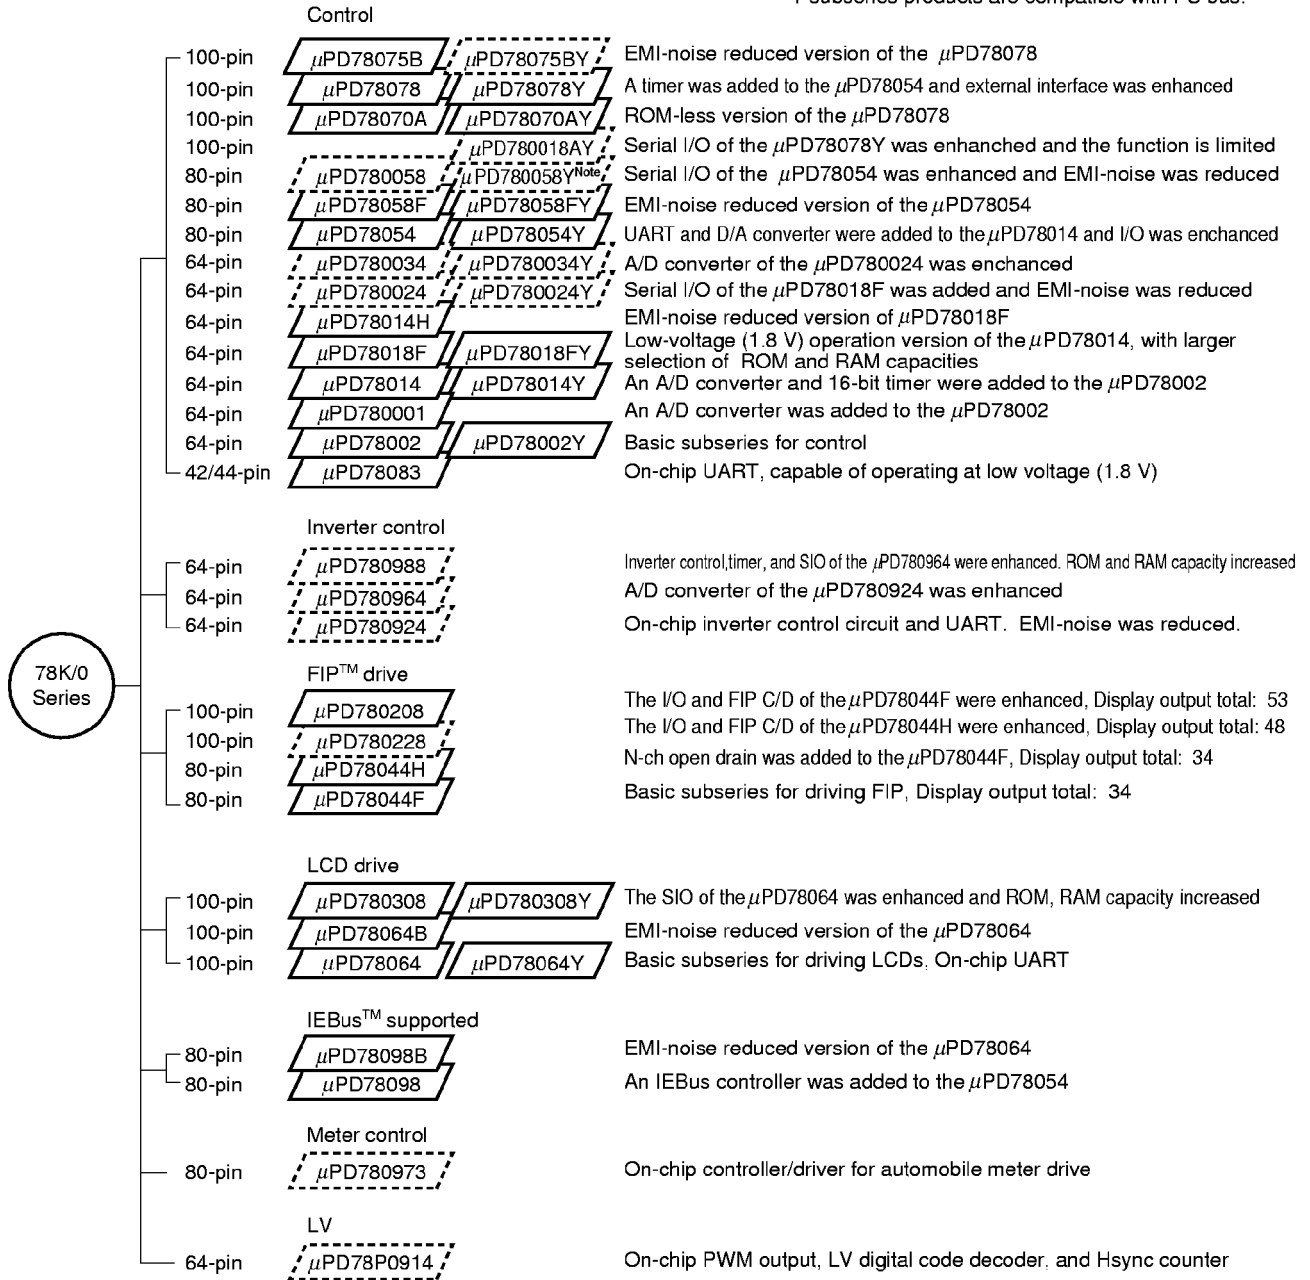 Y subseries products are compatible with I²C bus.
Control
100-pin μPD78075B μPD78075BY EMI-noise reduced version of the μPD78078
100-pin μPD78078 μPD78078Y A timer was added to the μPD78054 and external interface was enhanced
100-pin μPD78070A μPD78070AY ROM-less version of the μPD78078
100-pin μPD780018AY Serial I/O of the μPD78078Y was enhanched and the function is limited
80-pin μPD780058 μPD780058YNote Serial I/O of the μPD78054 was enhanced and EMI-noise was reduced
80-pin μPD78058F μPD78058FY EMI-noise reduced version of the μPD78054
80-pin μPD78054 μPD78054Y UART and D/A converter were added to the μPD78014 and I/O was enchanced
64-pin μPD780034 μPD780034Y A/D converter of the μPD780024 was enchanced
64-pin μPD780024 μPD780024Y Serial I/O of the μPD78018F was added and EMI-noise was reduced
64-pin μPD78014H EMI-noise reduced version of μPD78018F
64-pin μPD78018F μPD78018FY Low-voltage (1.8 V) operation version of the μPD78014, with larger
selection of ROM and RAM capacities
64-pin μPD78014 μPD78014Y An A/D converter and 16-bit timer were added to the μPD78002
64-pin μPD780001 An A/D converter was added to the μPD78002
64-pin μPD78002 μPD78002Y Basic subseries for control
42/44-pin μPD78083 On-chip UART, capable of operating at low voltage (1.8 V)
Inverter control
64-pin μPD780988 Inverter control,timer, and SIO of the μPD780964 were enhanced. ROM and RAM capacity increased
64-pin μPD780964 A/D converter of the μPD780924 was enhanced
64-pin μPD780924 On-chip inverter control circuit and UART. EMI-noise was reduced.
78K/0
Series
FIP™ drive
100-pin μPD780208 The I/O and FIP C/D of the μPD78044F were enhanced, Display output total: 53
100-pin μPD780228 The I/O and FIP C/D of the μPD78044H were enhanced, Display output total: 48
80-pin μPD78044H N-ch open drain was added to the μPD78044F, Display output total: 34
80-pin μPD78044F Basic subseries for driving FIP, Display output total: 34
LCD drive
100-pin μPD780308 μPD780308Y The SIO of the μPD78064 was enhanced and ROM, RAM capacity increased
100-pin μPD78064B EMI-noise reduced version of the μPD78064
100-pin μPD78064 μPD78064Y Basic subseries for driving LCDs, On-chip UART
IEBus™ supported
80-pin μPD78098B EMI-noise reduced version of the μPD78064
80-pin μPD78098 An IEBus controller was added to the μPD78054
Meter control
80-pin μPD780973 On-chip controller/driver for automobile meter drive
LV
64-pin μPD78P0914 On-chip PWM output, LV digital code decoder, and Hsync counter